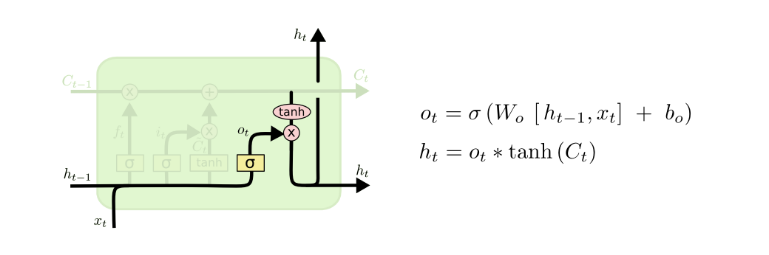 h_t
C_{t-1} × + C_t
tanh
f_t i_t o_t × x
C̃_t
σ σ tanh σ
h_{t-1} h_t
x_t
o_t = σ (W_o [h_{t-1}, x_t] + b_o)
h_t = o_t * tanh (C_t)